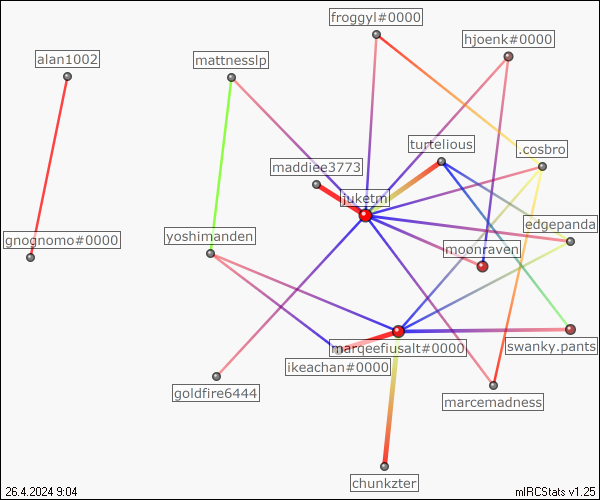 froggyl#0000
hjoenk#0000
alan1002
mattnesslp
turtelious
.cosbro
maddiee3773
juketm
edgepanda
gnognomo#0000
yoshimanden
moonraven
marqeefiusalt#0000
swanky.pants
ikeachan#0000
goldfire6444
marcemadness
chunkzter
26.4.2024 9:04
mIRCStats v1.25